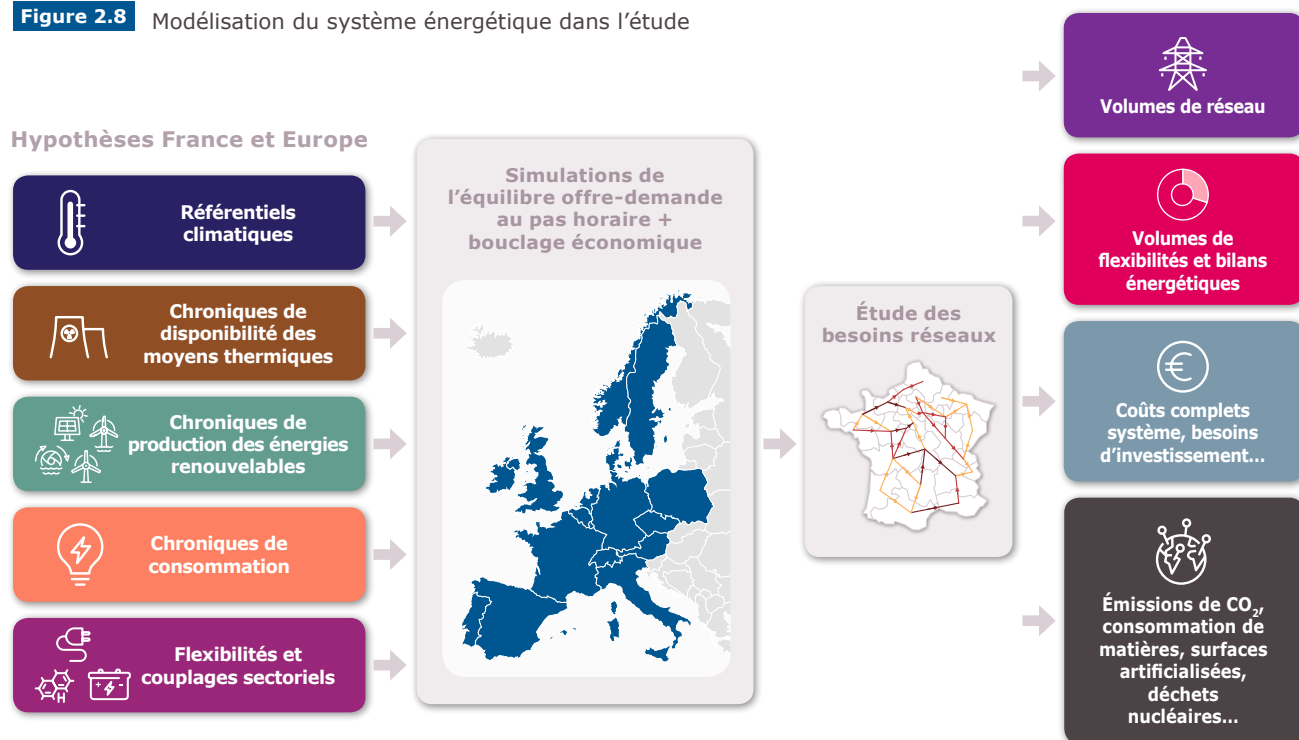 Figure 2.8 Modélisation du système énergétique dans l’étude
Hypothèses France et Europe
Référentiels
climatiques
Chroniques de
disponibilité des
moyens thermiques
Chroniques de
production des énergies
renouvelables
Chroniques de
consommation
Flexibilités et
couplages sectoriels
H
Simulations de
l’équilibre offre-demande
au pas horaire +
bouclage économique
Étude des
besoins réseaux
Volumes de réseau
Volumes de
flexibilités et bilans
énergétiques
€
Coûts complets
système, besoins
d’investissement...
Émissions de CO₂,
consommation de
matières, surfaces
artificialisées,
déchets
nucléaires...